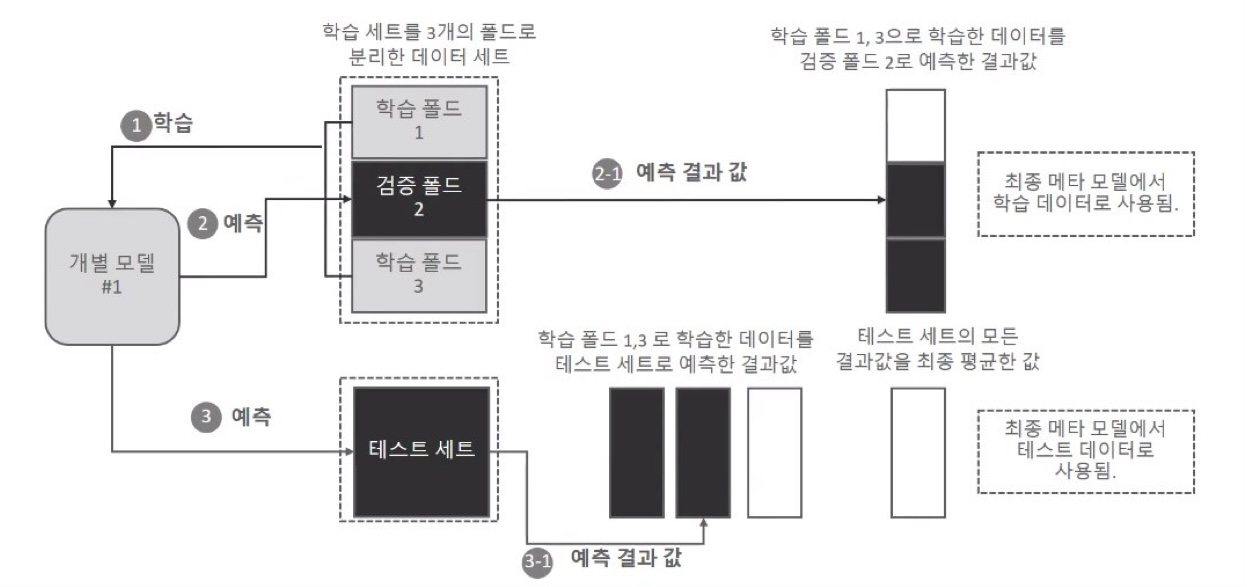 학습 세트를 3개의 폴드로
분리한 데이터 세트
학습 폴드 1, 3으로 학습한 데이터를
검증 폴드 2로 예측한 결과값
1 학습
학습 폴드
1
2-1 예측 결과 값
검증 폴드
2
최종 메타 모델에서
학습 데이터로 사용됨.
2 예측
개별 모델
#1
학습 폴드
3
학습 폴드 1,3 로 학습한 데이터를
테스트 세트로 예측한 결과값
테스트 세트의 모든
결과값을 최종 평균한 값
3 예측
테스트 세트
최종 메타 모델에서
테스트 데이터로
사용됨.
3-1 예측 결과 값